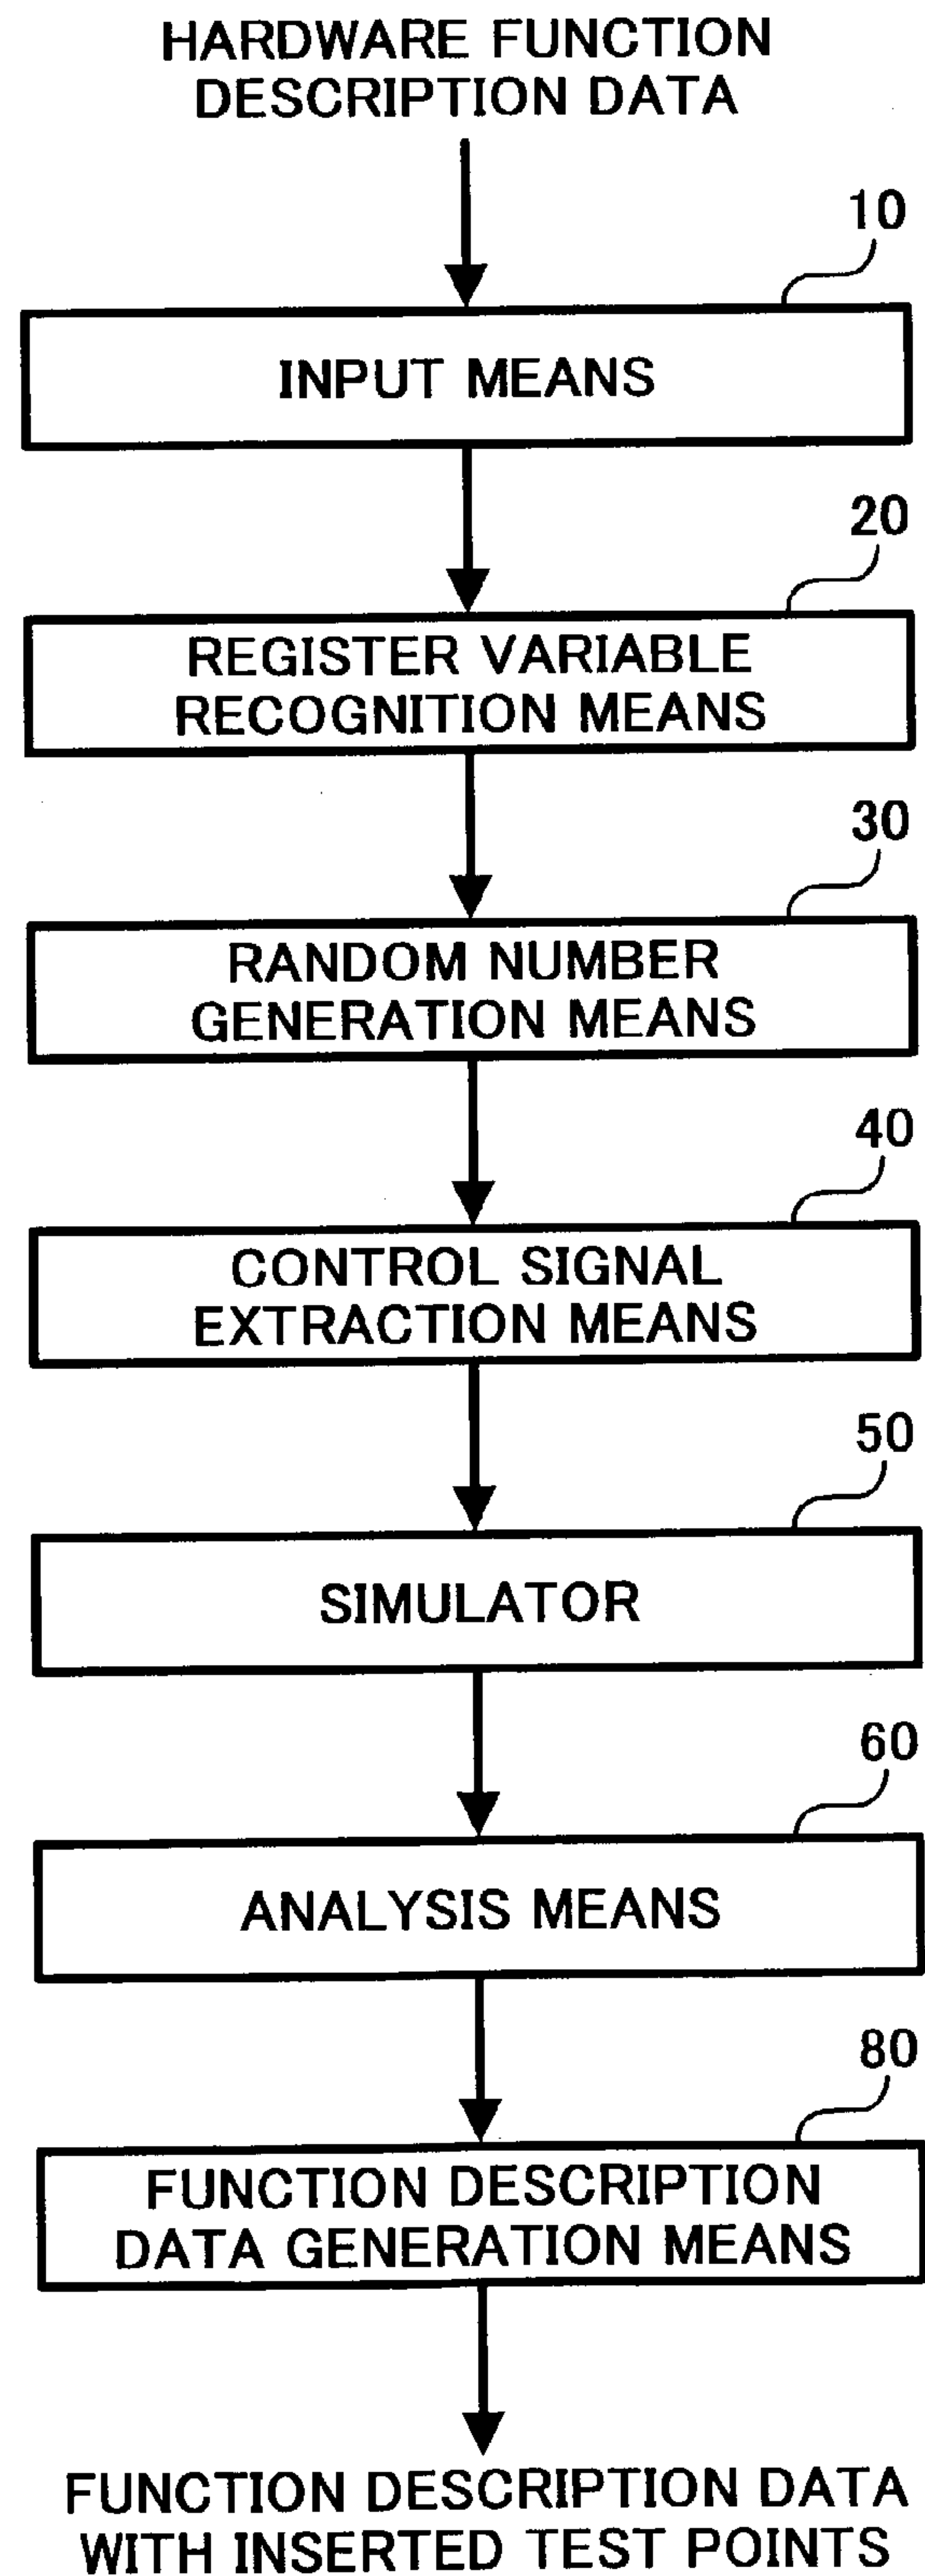 HARDWARE FUNCTION
DESCRIPTION DATA
10
INPUT MEANS
20
REGISTER VARIABLE
RECOGNITION MEANS
30
RANDOM NUMBER
GENERATION MEANS
40
CONTROL SIGNAL
EXTRACTION MEANS
50
SIMULATOR
60
ANALYSIS MEANS
80
FUNCTION DESCRIPTION
DATA GENERATION MEANS
FUNCTION DESCRIPTION DATA
WITH INSERTED TEST POINTS